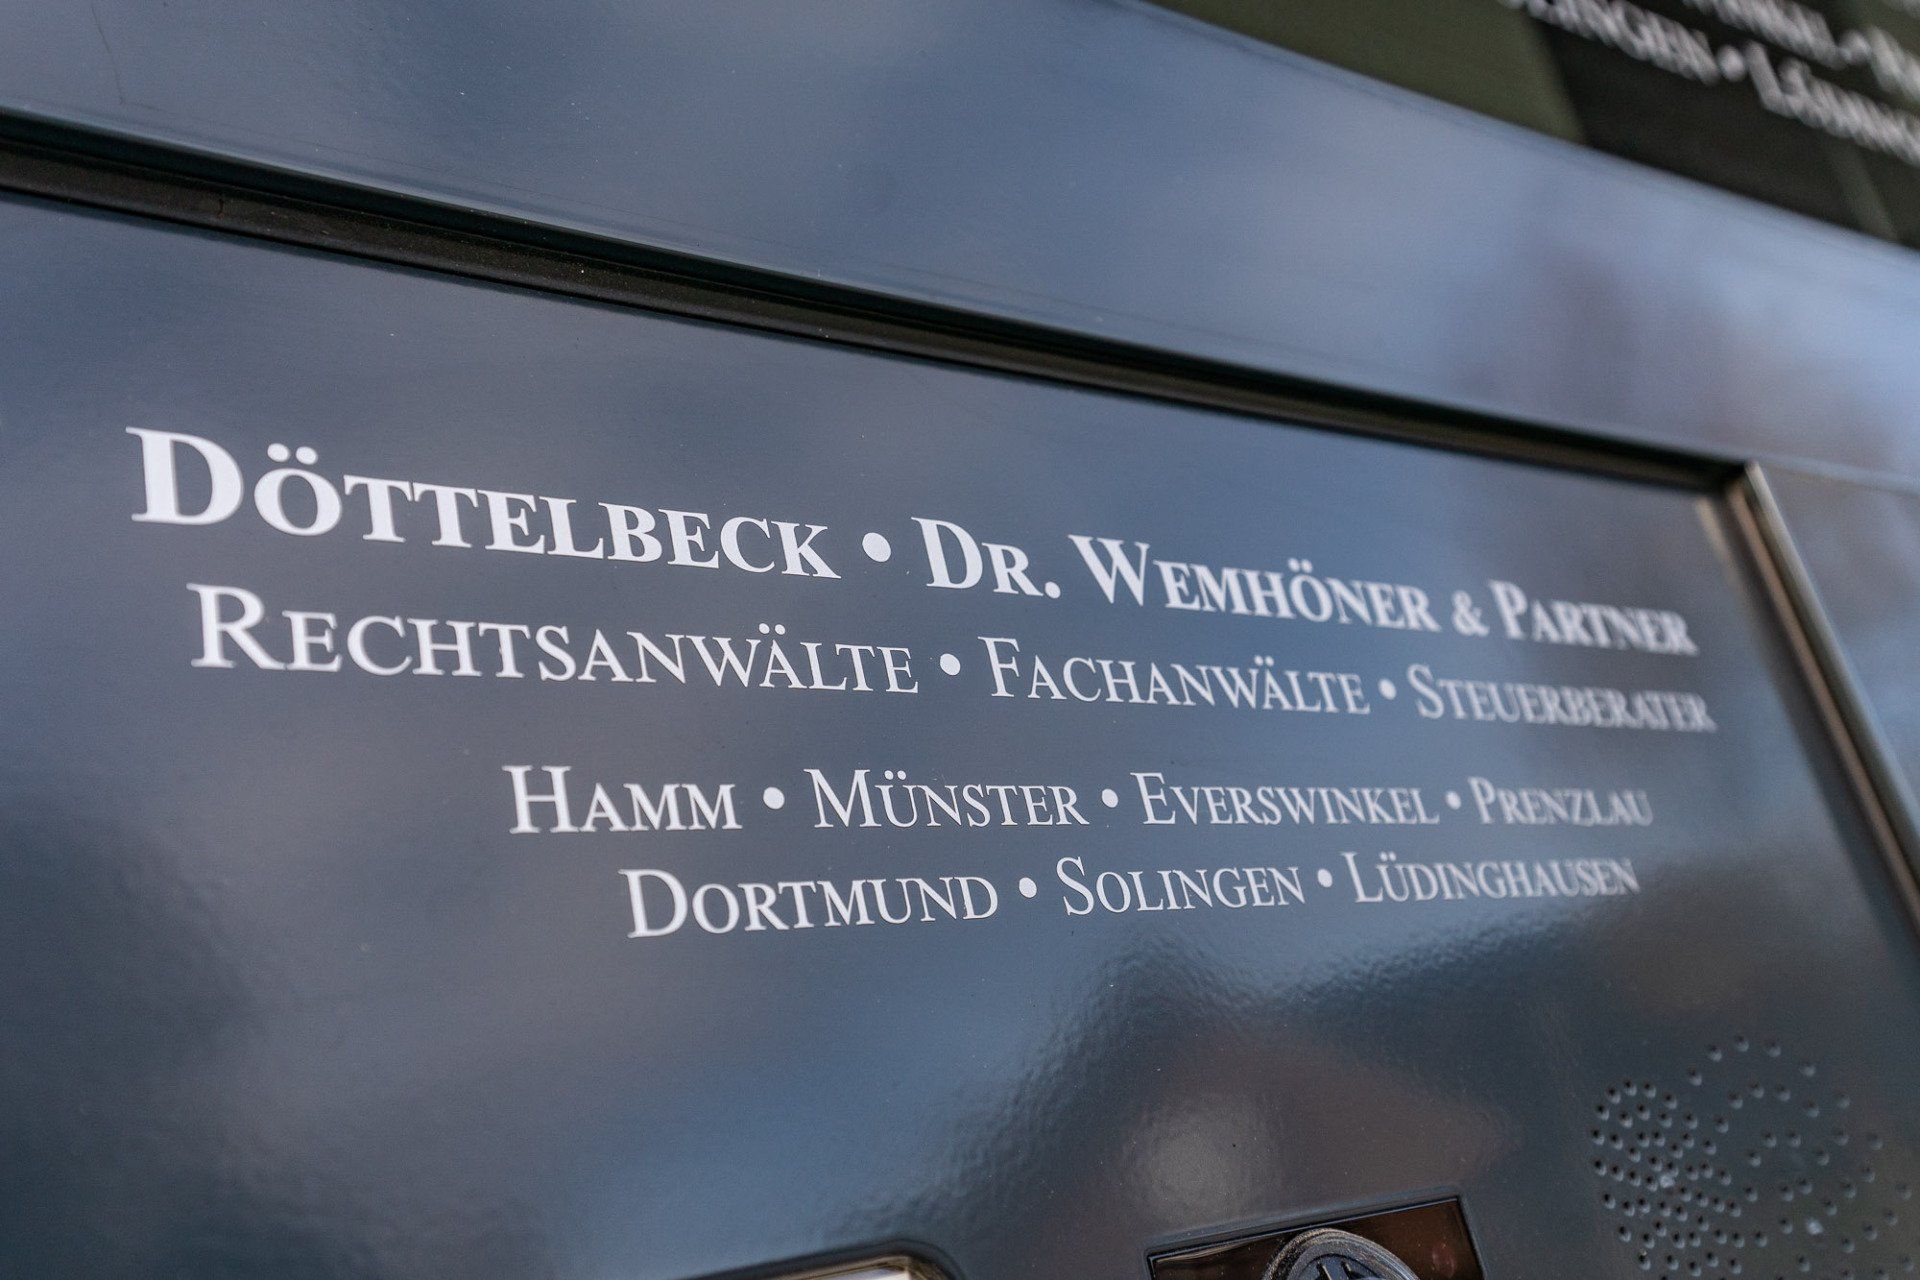 DÖTTELBECK • DR. WEMHÖNER & PARTNER
RECHTSANWÄLTE • FACHANWÄLTE • STEUERBERATER
HAMM • MÜNSTER • EVERSWINKEL • PRENZLAU
DORTMUND • SOLINGEN • LÜDINGHAUSEN